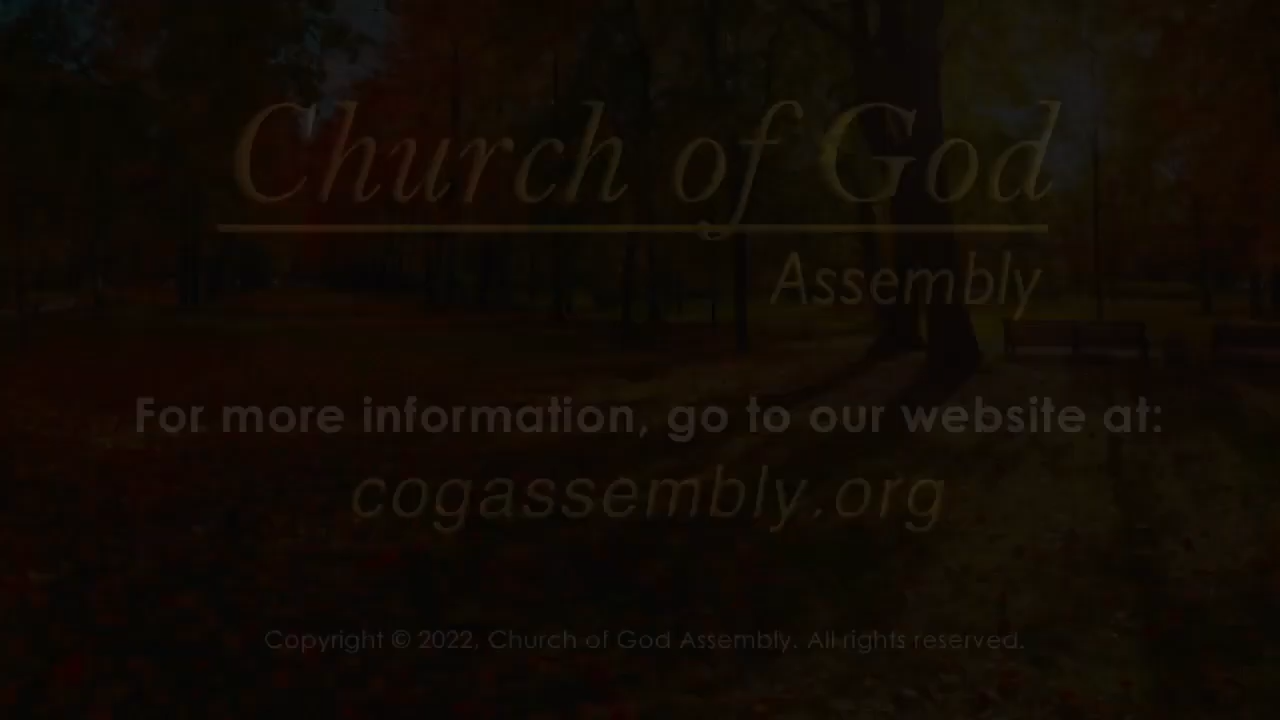 Church of God
Assembly
For more information, go to our website at:
cogassembly.org
Copyright © 2022, Church of God Assembly. All rights reserved.